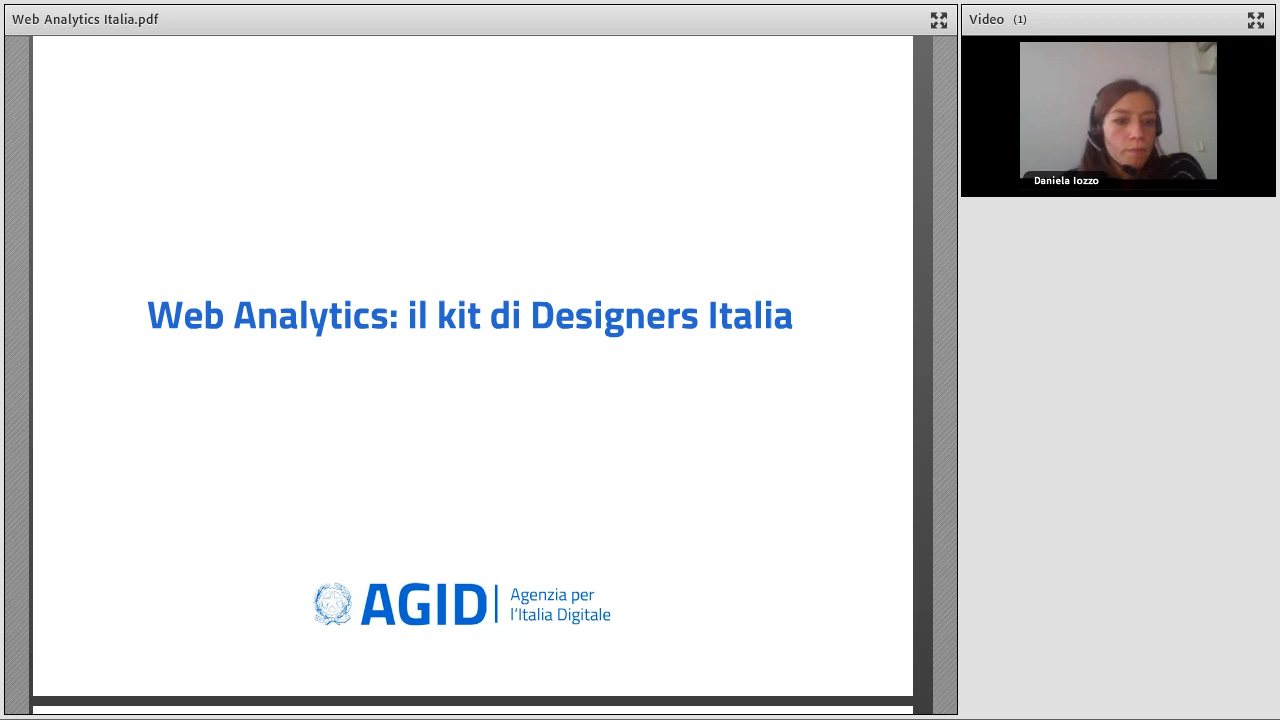 Web Analytics Italia.pdf
Video (1)
Daniela Iozzo
Web Analytics: il kit di Designers Italia
AGID
Agenzia per
l'Italia Digitale